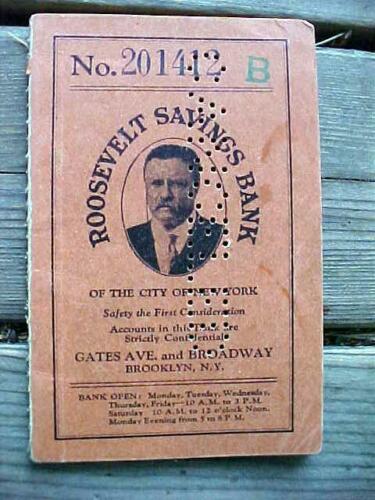 No. 201412 B
ROOSEVELT SAVINGS BANK
OF THE CITY OF NEW YORK
Safety the First Consideration
Accounts in this Bank are
Strictly Confidential
GATES AVE. and BROADWAY
BROOKLYN, N.Y.
BANK OPEN: Monday, Tuesday, Wednesday,
Thursday, Friday—10 A.M. to 3 P.M.
Saturday 10 A.M. to 12 o'clock Noon.
Monday Evening from 5 to 8 P.M.